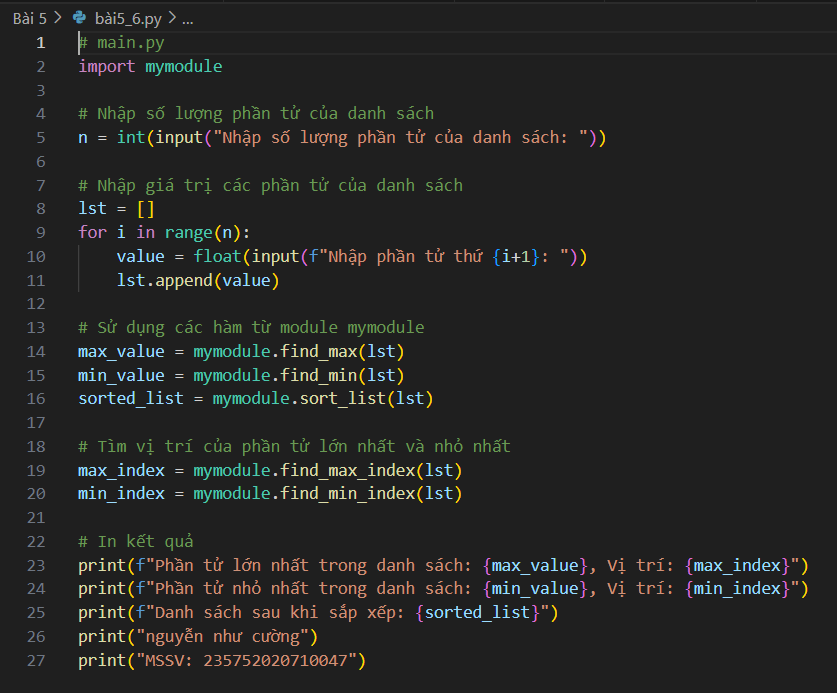 Bài 5 > bài5_6.py > ...
1 # main.py
2 import mymodule
3
4 # Nhập số lượng phần tử của danh sách
5 n = int(input("Nhập số lượng phần tử của danh sách: "))
6
7 # Nhập giá trị các phần tử của danh sách
8 lst = []
9 for i in range(n):
10     value = float(input(f"Nhập phần tử thứ {i+1}: "))
11     lst.append(value)
12
13 # Sử dụng các hàm từ module mymodule
14 max_value = mymodule.find_max(lst)
15 min_value = mymodule.find_min(lst)
16 sorted_list = mymodule.sort_list(lst)
17
18 # Tìm vị trí của phần tử lớn nhất và nhỏ nhất
19 max_index = mymodule.find_max_index(lst)
20 min_index = mymodule.find_min_index(lst)
21
22 # In kết quả
23 print(f"Phần tử lớn nhất trong danh sách: {max_value}, Vị trí: {max_index}")
24 print(f"Phần tử nhỏ nhất trong danh sách: {min_value}, Vị trí: {min_index}")
25 print(f"Danh sách sau khi sắp xếp: {sorted_list}")
26 print("nguyễn như cường")
27 print("MSSV: 235752020710047")